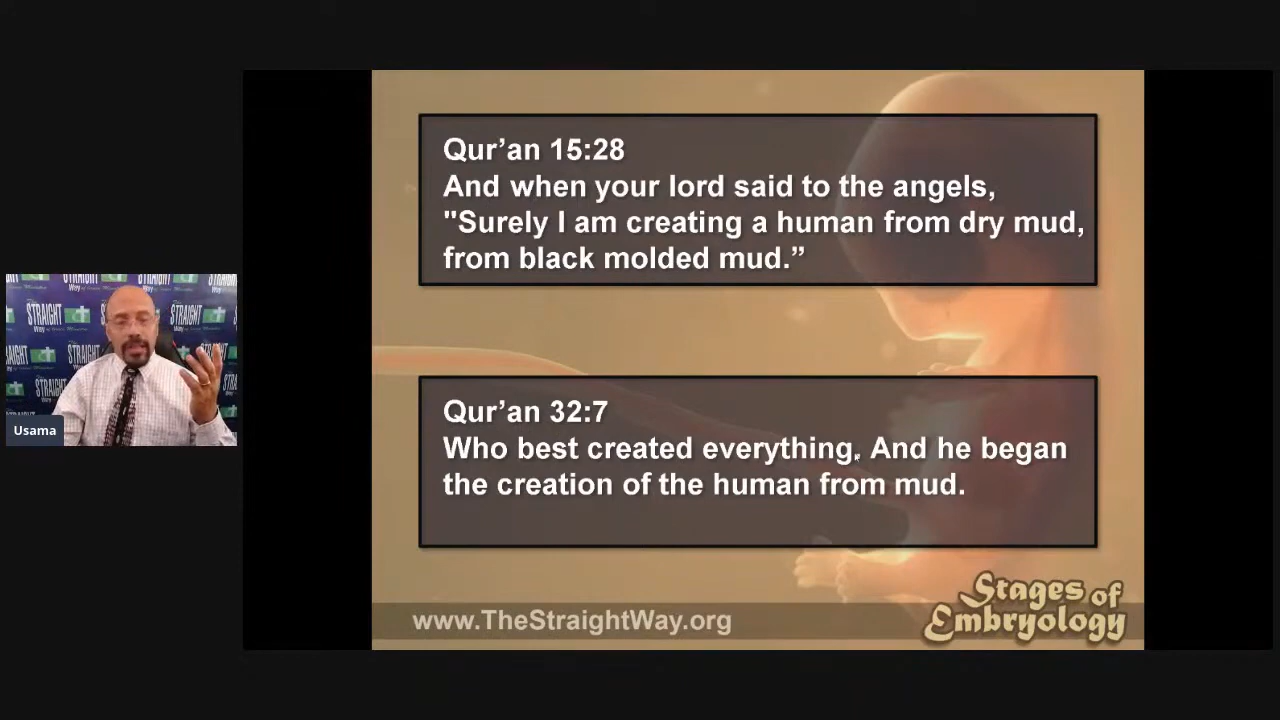 Qur’an 15:28
And when your lord said to the angels,
"Surely I am creating a human from dry mud,
from black molded mud.”
Qur’an 32:7
Who best created everything. And he began
the creation of the human from mud.
www.TheStraightWay.org
Stages of
Embryology
Usama
STRAIGHT
Way